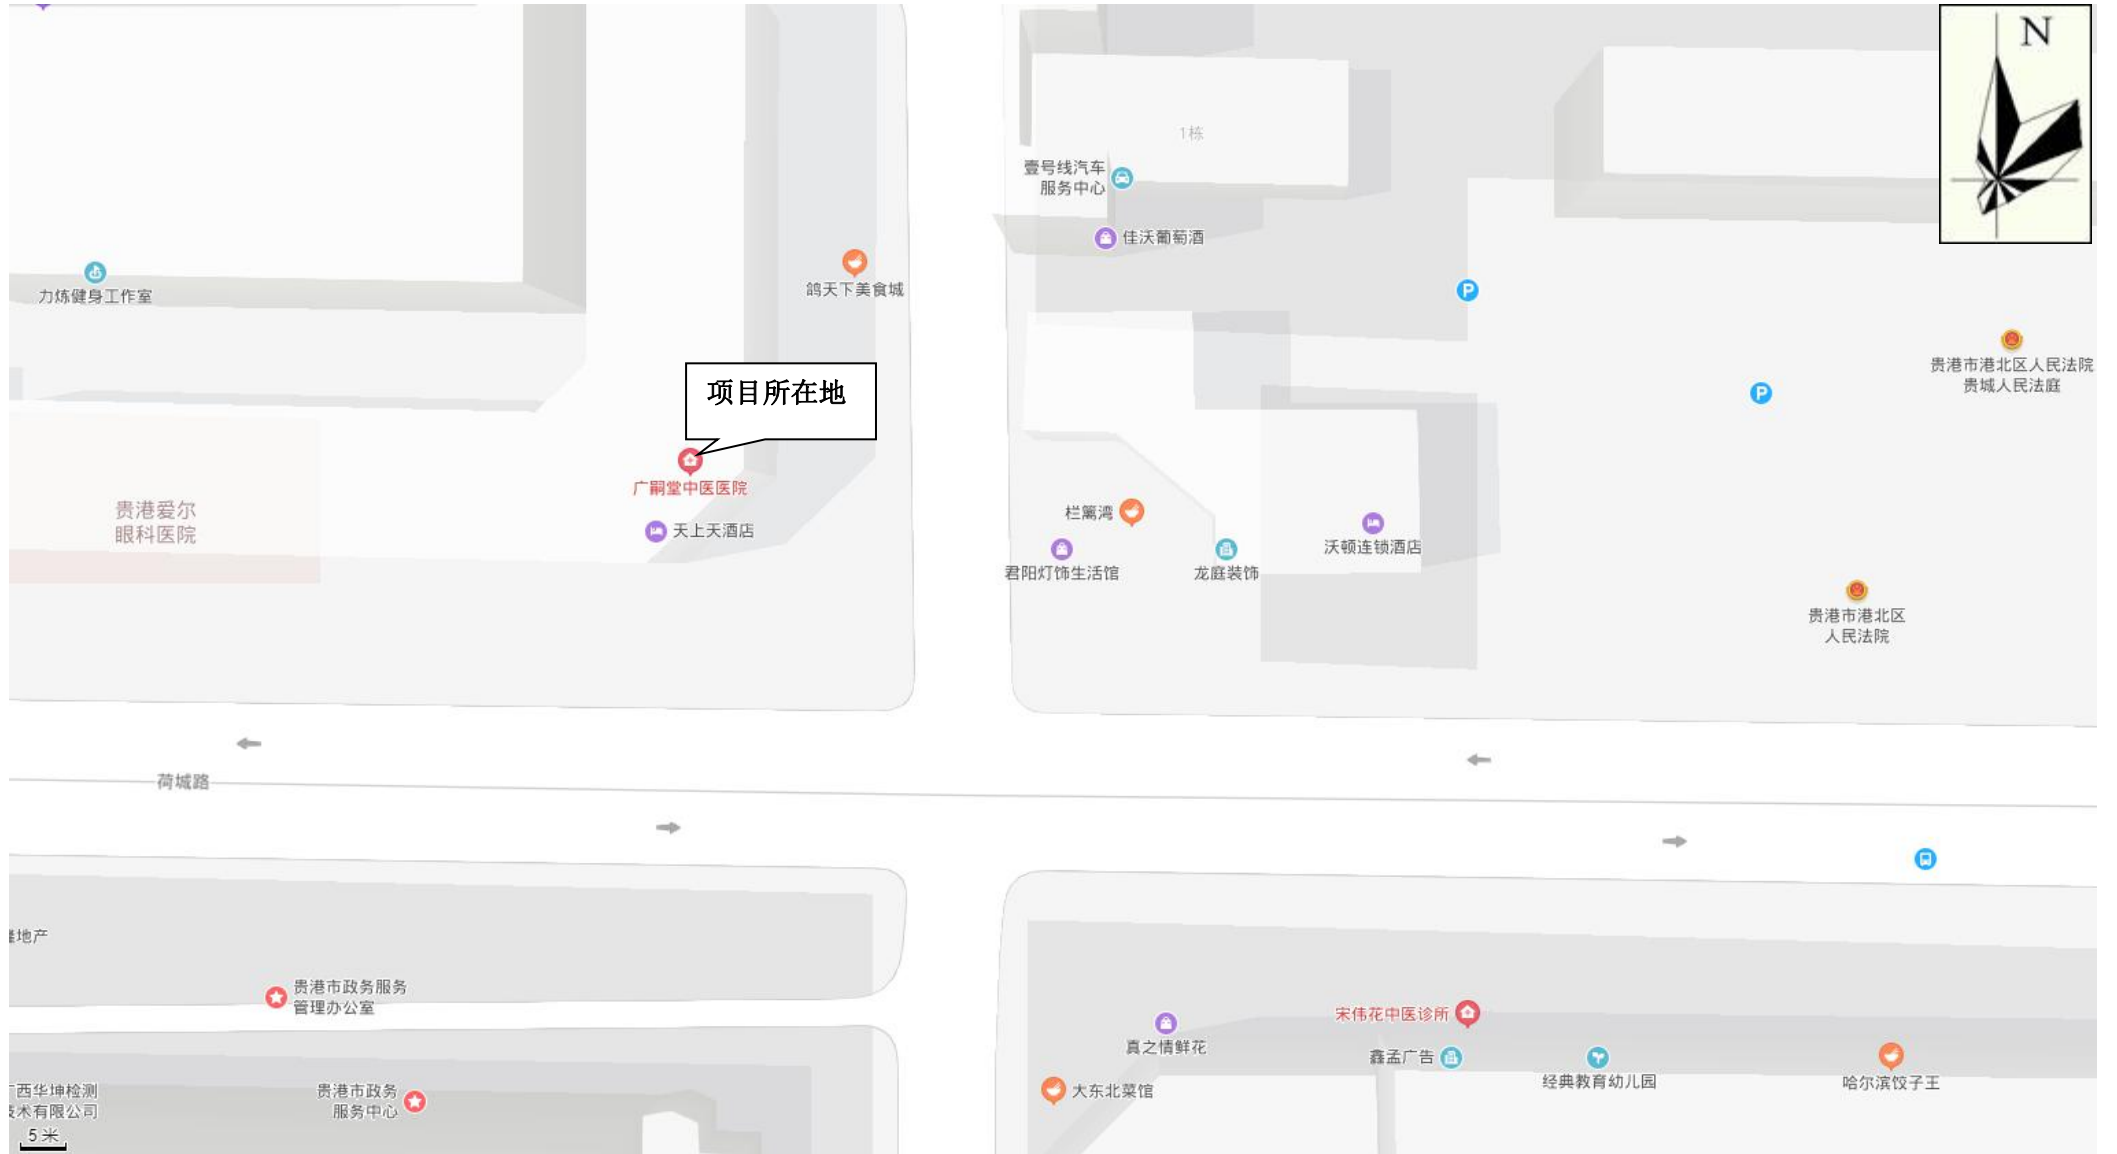 N
1栋
壹号线汽车
服务中心
佳沃葡萄酒
力炼健身工作室
鸽天下美食城
贵港市港北区人民法院
贵城人民法庭
项目所在地
广嗣堂中医医院
天上天酒店
贵港爱尔
眼科医院
栏篱湾
君阳灯饰生活馆
龙庭装饰
沃顿连锁酒店
贵港市港北区
人民法院
荷城路
地产
贵港市政务服务
管理办公室
宋伟花中医诊所
真之情鲜花
鑫孟广告
经典教育幼儿园
哈尔滨饺子王
大东北菜馆
西华坤检测
术有限公司
贵港市政务
服务中心
5 米
P
P